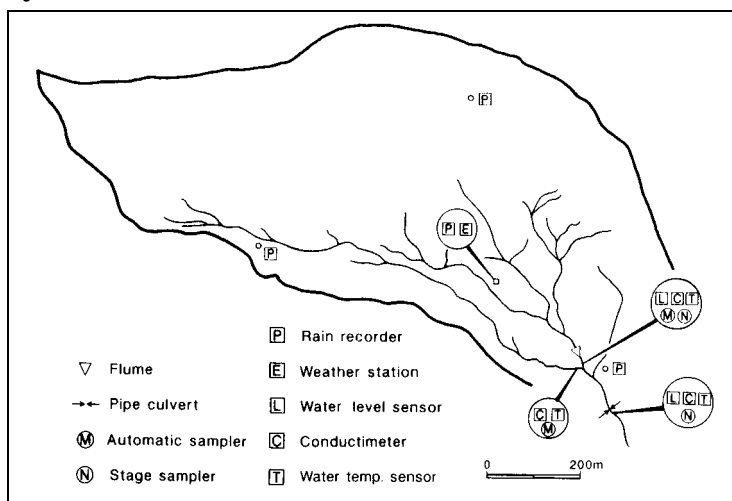 P
P E
P
L C T
M N
P
L C T
N
C T
M
Flume
Pipe culvert
M Automatic sampler
N Stage sampler
P Rain recorder
E Weather station
L Water level sensor
C Conductimeter
T Water temp. sensor
0 200m